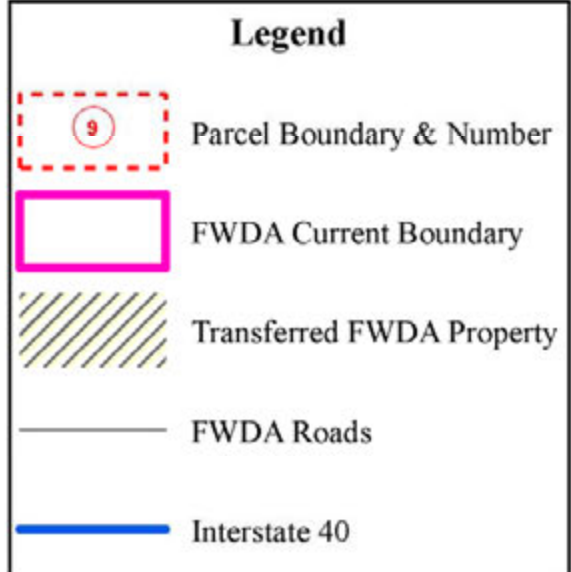 Legend
9
Parcel Boundary & Number
FWDA Current Boundary
Transferred FWDA Property
FWDA Roads
Interstate 40